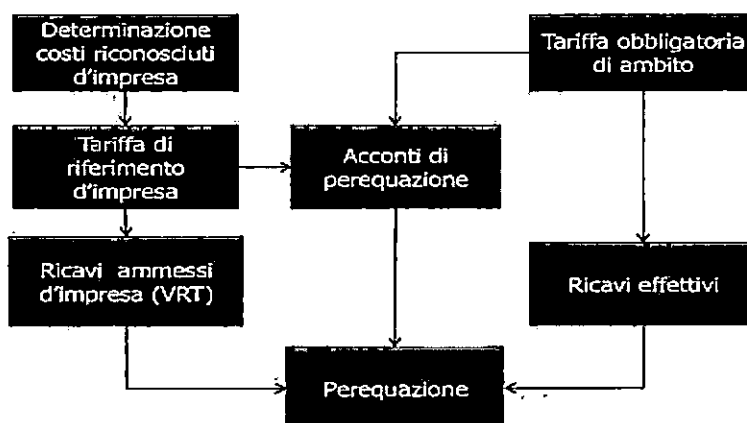 Determinazione
costi riconosciuti
d'impresa
Tariffa obbligatoria
di ambito
Tariffa di
riferimento
d'impresa
Acconti di
perequazione
Ricavi ammessi
d'impresa (VRT)
Ricavi effettivi
Perequazione